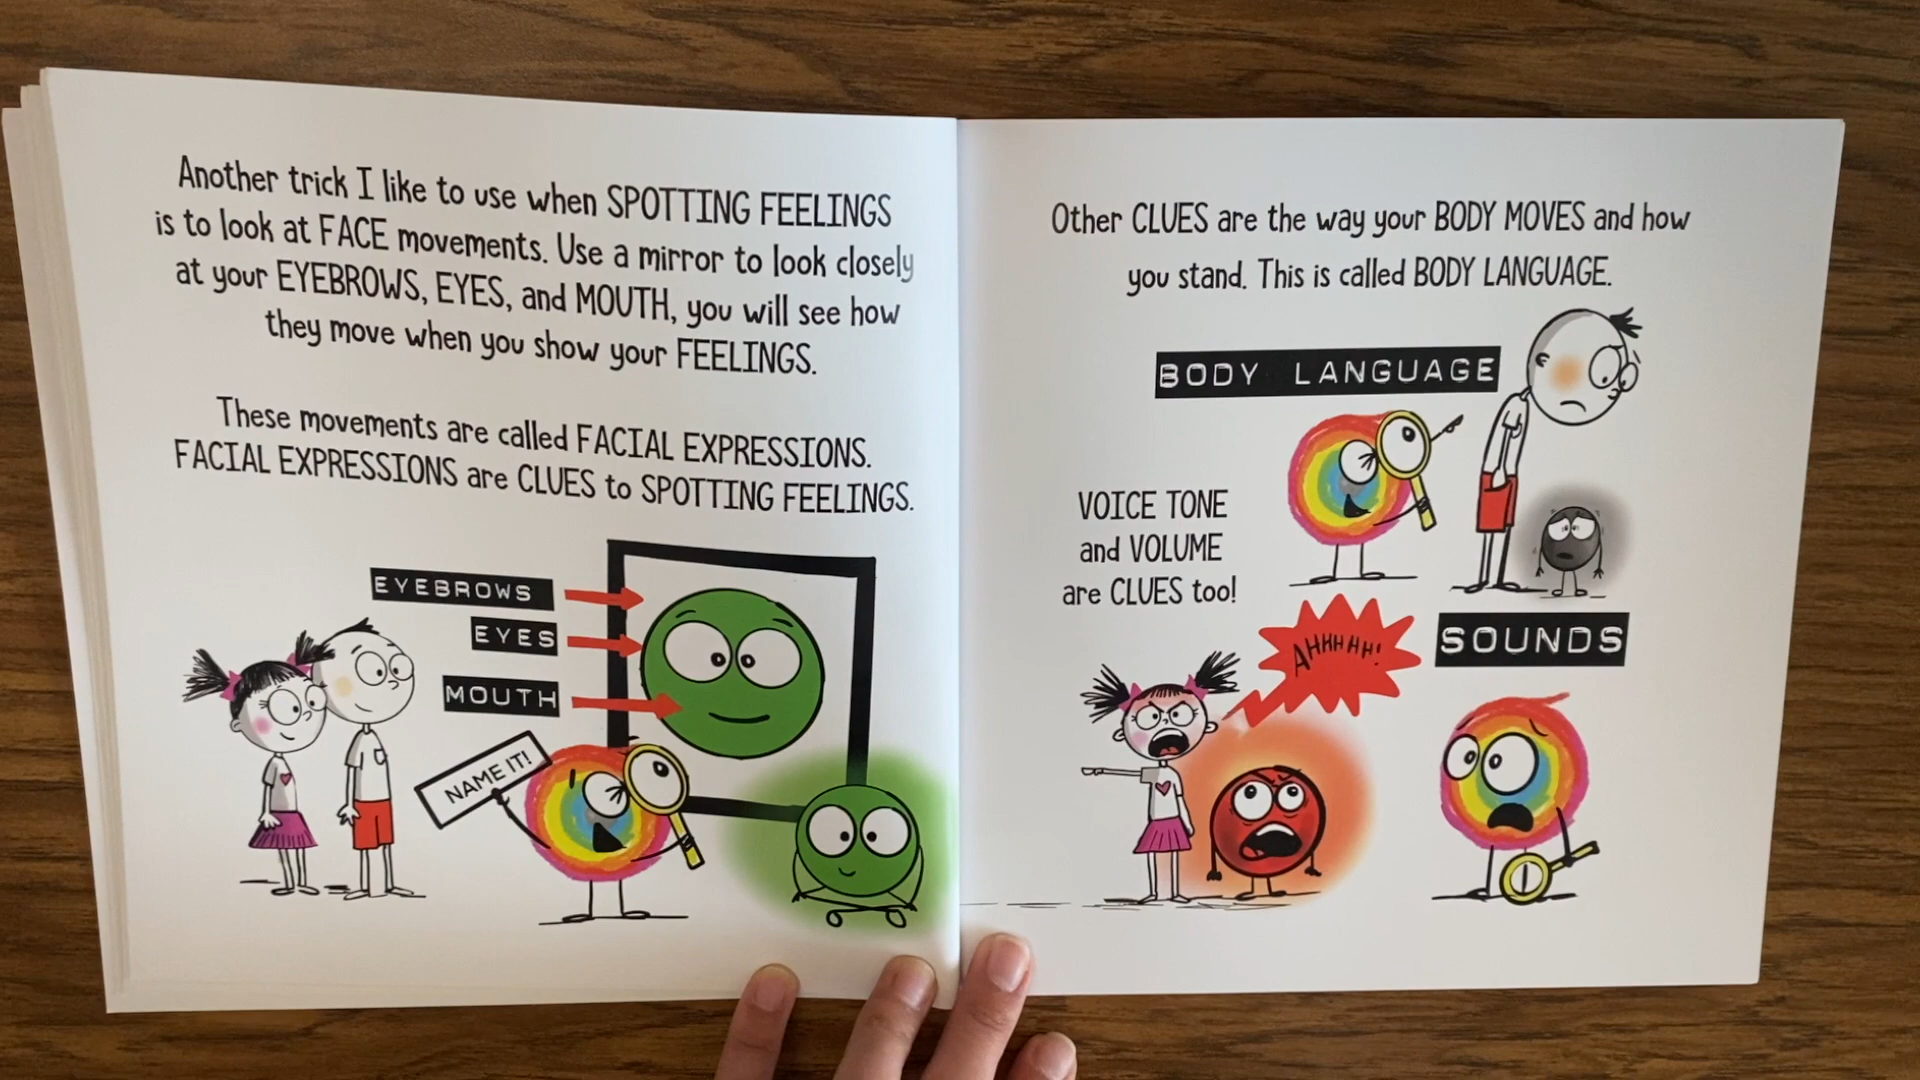 Another trick I like to use when SPOTTING FEELINGS
is to look at FACE movements. Use a mirror to look closely
at your EYEBROWS, EYES, and MOUTH, you will see how
they move when you show your FEELINGS.
These movements are called FACIAL EXPRESSIONS.
FACIAL EXPRESSIONS are CLUES to SPOTTING FEELINGS.
EYEBROWS
EYES
MOUTH
NAME IT!
Other CLUES are the way your BODY MOVES and how
you stand. This is called BODY LANGUAGE.
BODY LANGUAGE
VOICE TONE
and VOLUME
are CLUES too!
AHHHHH!
SOUNDS